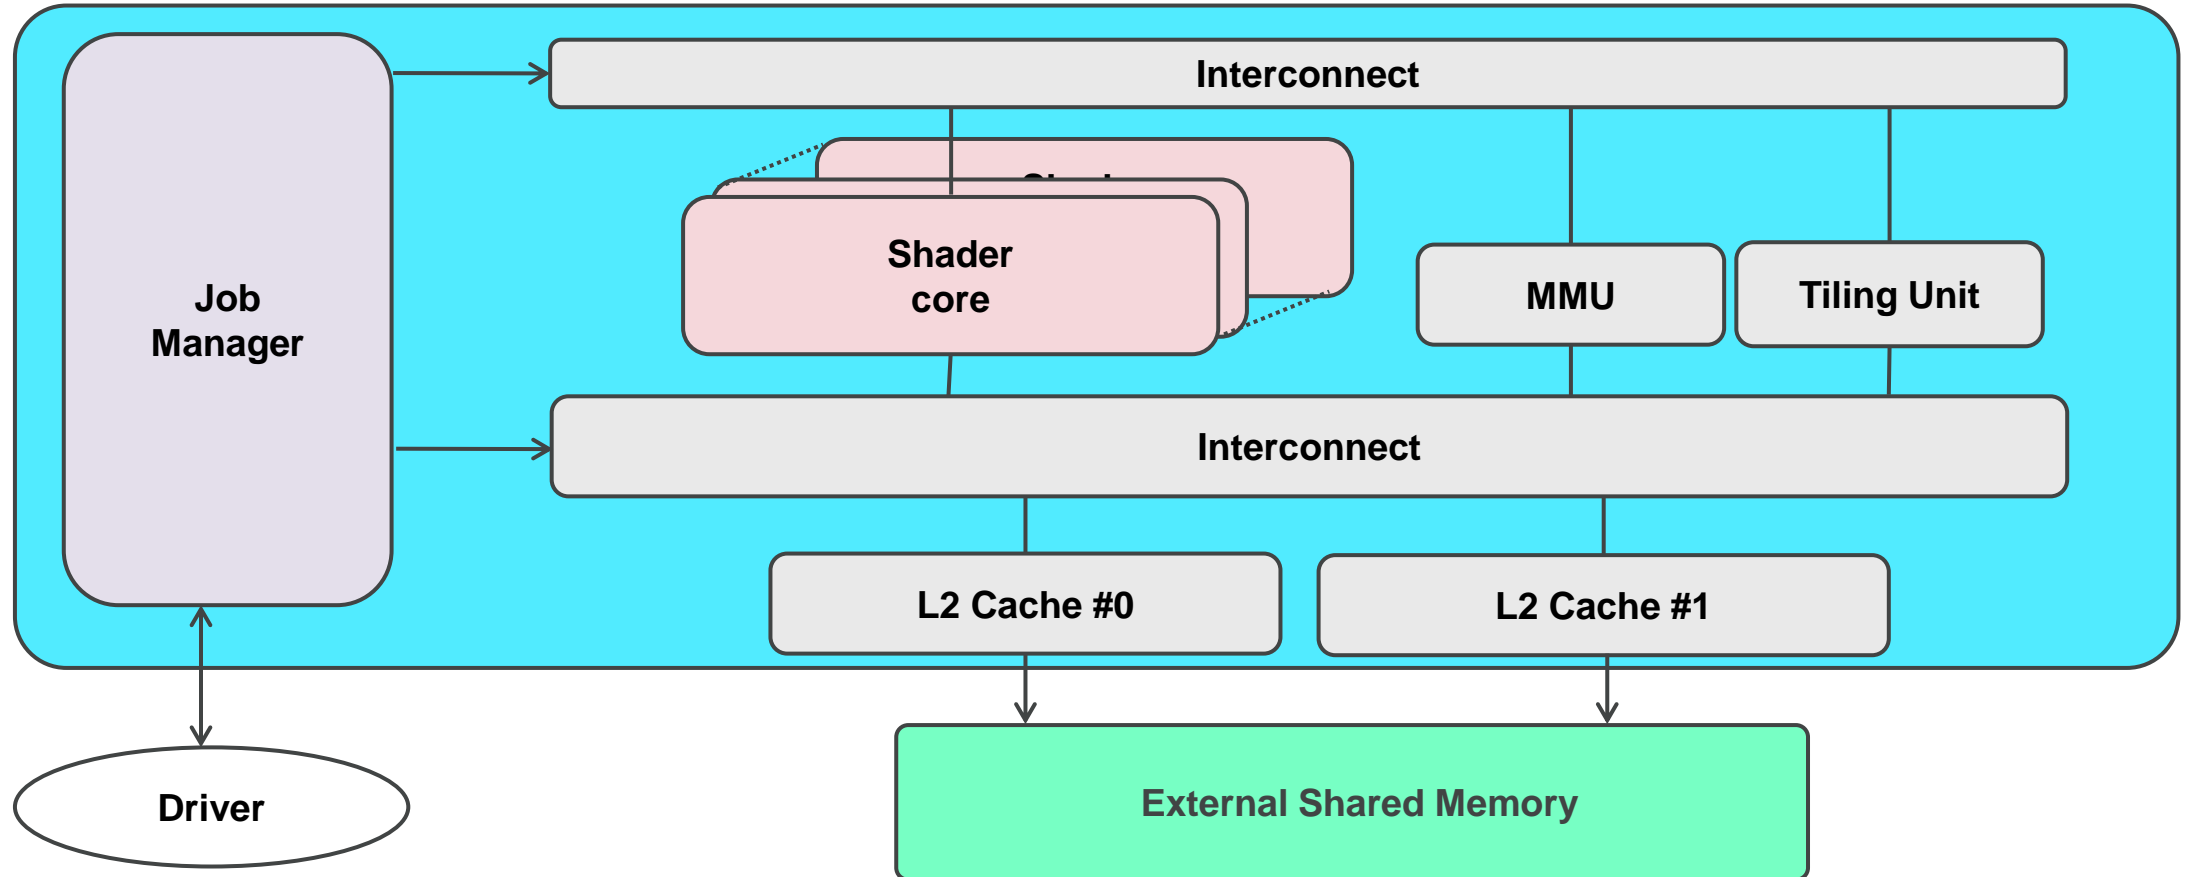 Interconnect
Shader
core
Job
Manager
MMU
Tiling Unit
Interconnect
L2 Cache #0
L2 Cache #1
Driver
External Shared Memory